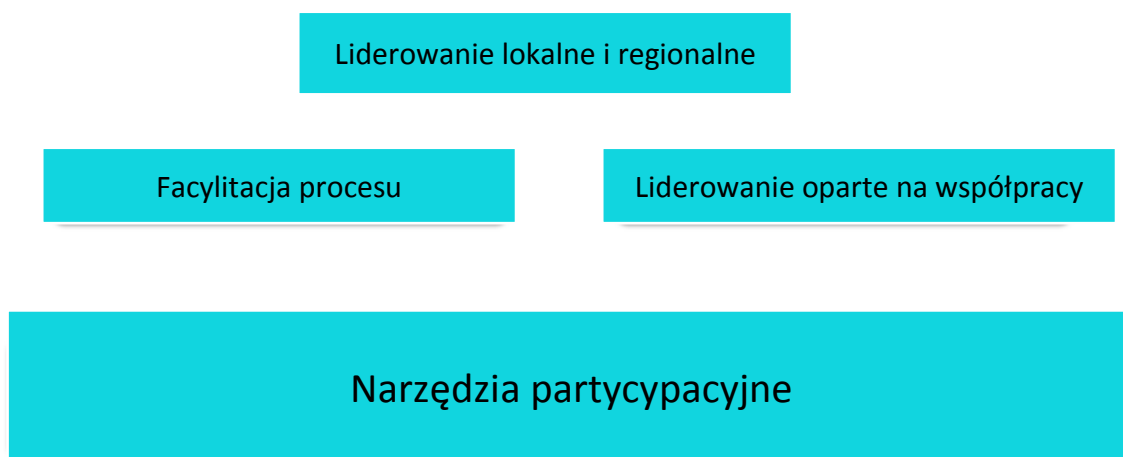 Liderowanie lokalne i regionalne
Facylitacja procesu
Liderowanie oparte na współpracy
Narzędzia partycypacyjne